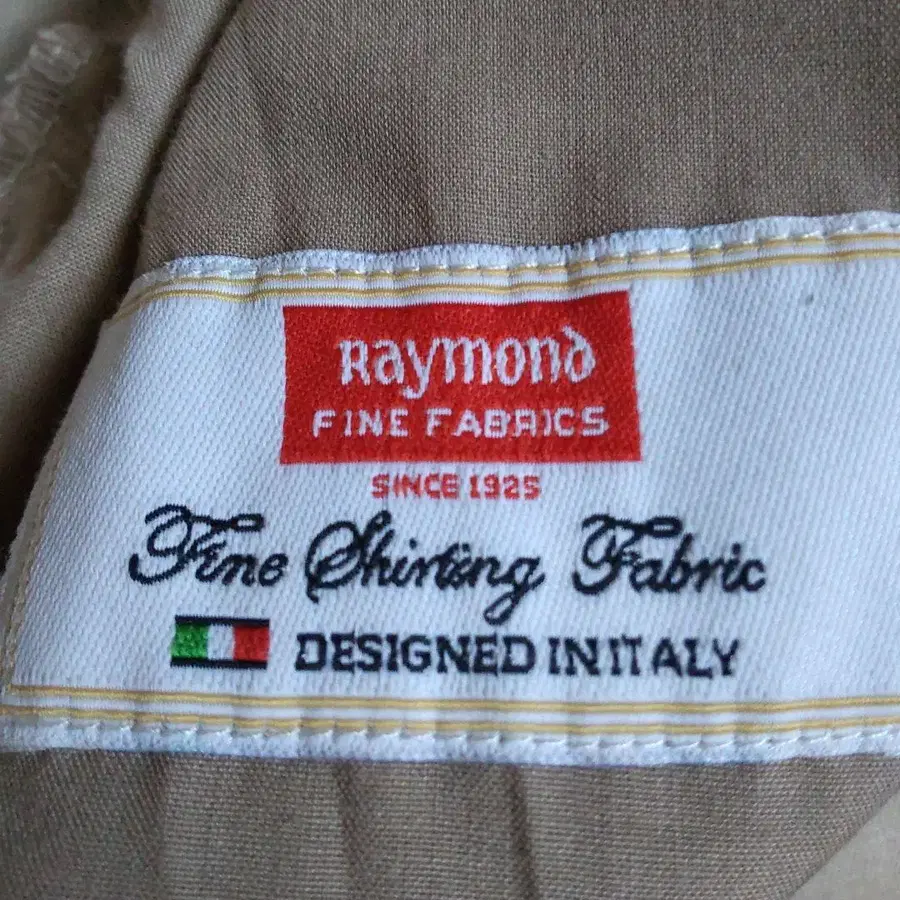 Raymond
FINE FABRICS
SINCE 1925
Fine Shirting Fabric
DESIGNED IN ITALY